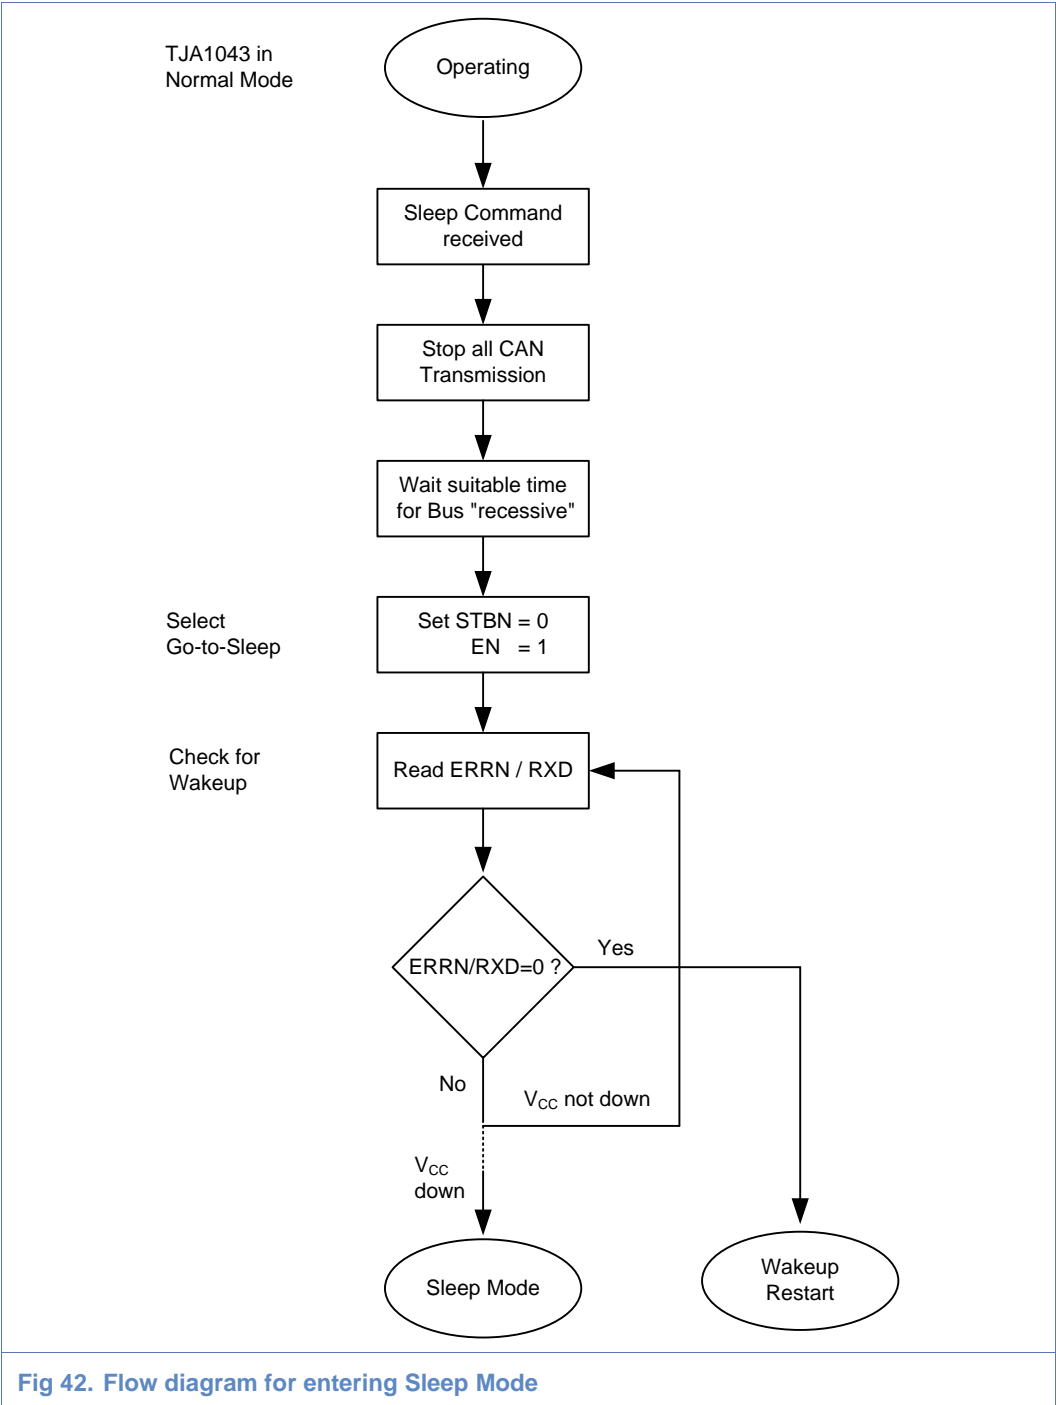 TJA1043 in
Normal Mode
Operating
Sleep Command
received
Stop all CAN
Transmission
Wait suitable time
for Bus "recessive"
Select
Go-to-Sleep
Set STBN = 0
EN = 1
Check for
Wakeup
Read ERRN / RXD
ERRN/RXD=0 ?
Yes
No
VCC not down
VCC
down
Sleep Mode
Wakeup
Restart
Fig 42. Flow diagram for entering Sleep Mode